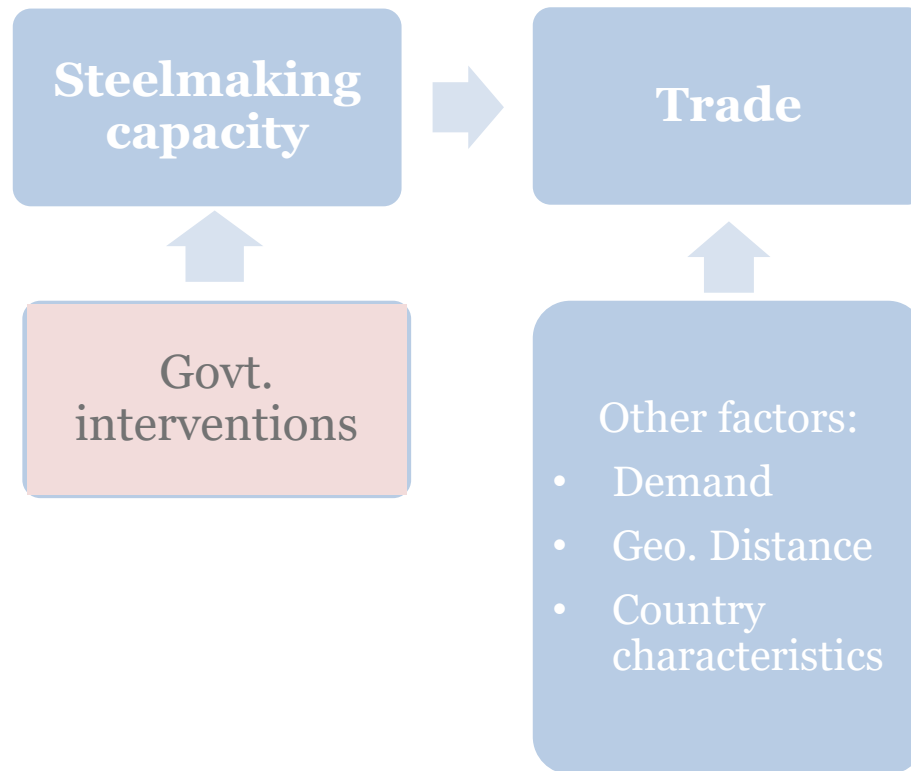 Steelmaking
capacity
Trade
Govt.
interventions
Other factors:
• Demand
• Geo. Distance
• Country
characteristics